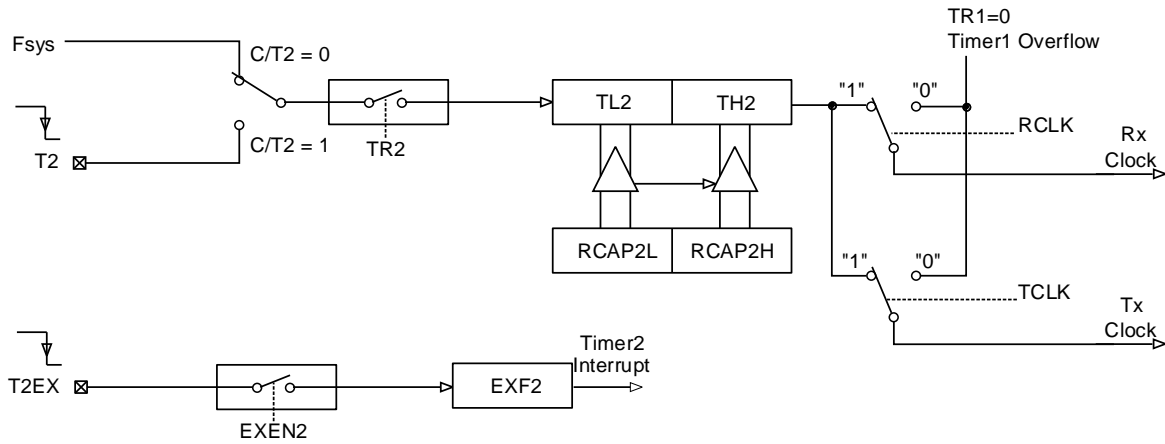 TR1=0
Timer1 Overflow
Fsys
C/T2 = 0
TL2
TH2
"1"
"0"
RCLK
Rx
Clock
T2
C/T2 = 1
TR2
RCAP2L
RCAP2H
"1"
"0"
TCLK
Tx
Clock
Timer2
Interrupt
T2EX
EXF2
EXEN2